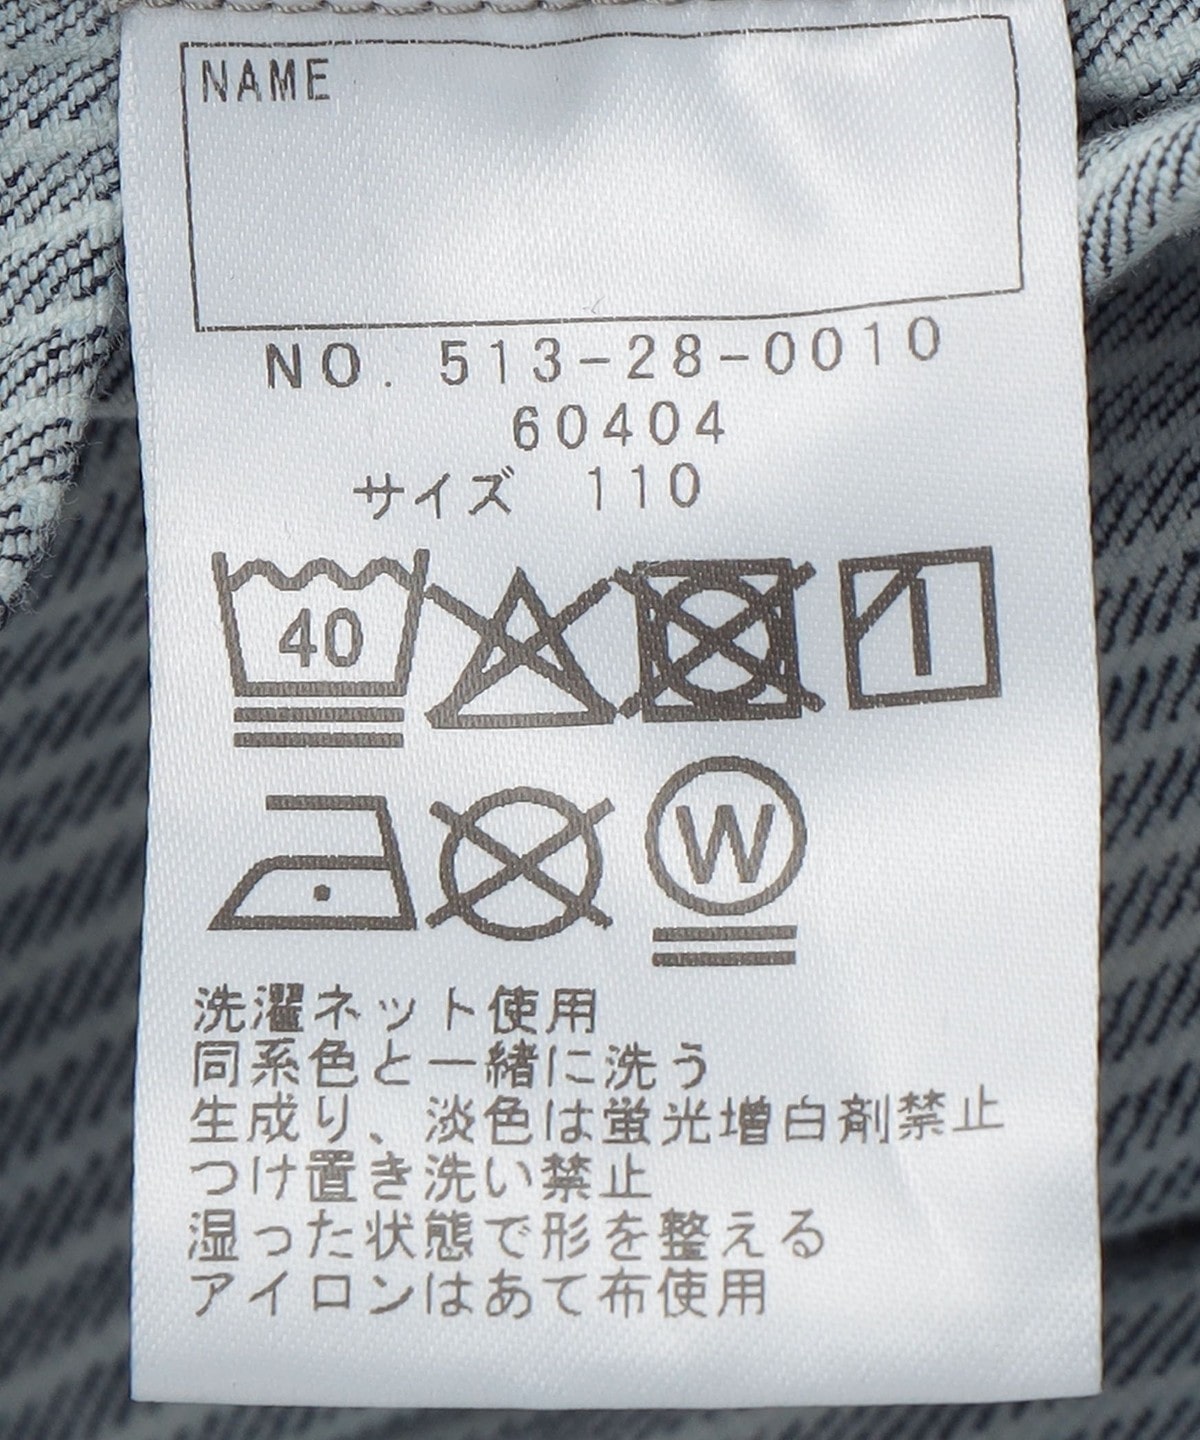 NAME
NO. 513-28-0010
60404
サイズ 110
40
W
洗濯ネット使用
同系色と一緒に洗う
生成り、淡色は蛍光増白剤禁止
つけ置き洗い禁止
湿った状態で形を整える
アイロンはあて布使用